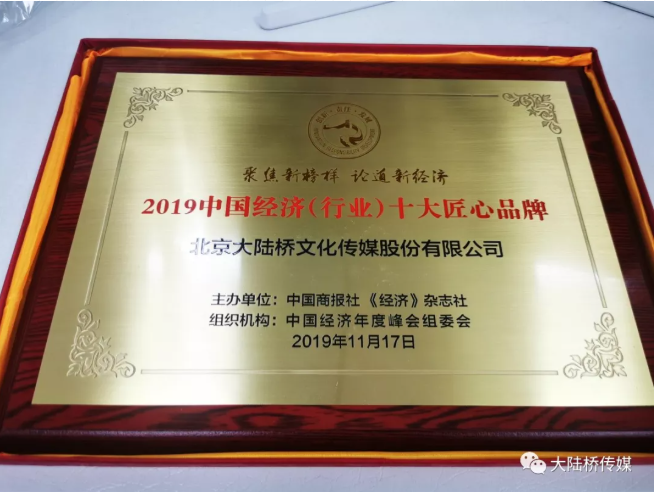 聚焦新榜样 论道新经济
2019中国经济(行业)十大匠心品牌
北京大陆桥文化传媒股份有限公司
主办单位：中国商报社《经济》杂志社
组织机构：中国经济年度峰会组委会
2019年11月17日
大陆桥传媒